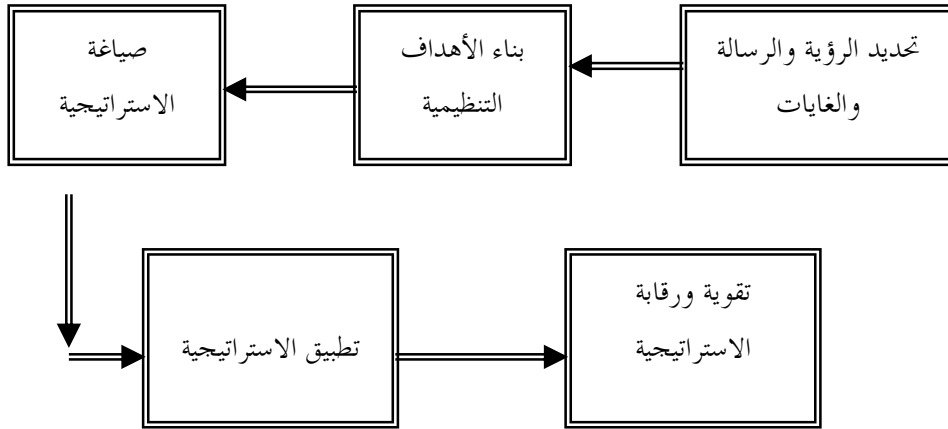 تحديد الرؤية والرسالة
والغايات
بناء الأهداف
التنظيمية
صياغة
الاستراتيجية
تطبيق الاستراتيجية
تقوية ورقابة
الاستراتيجية